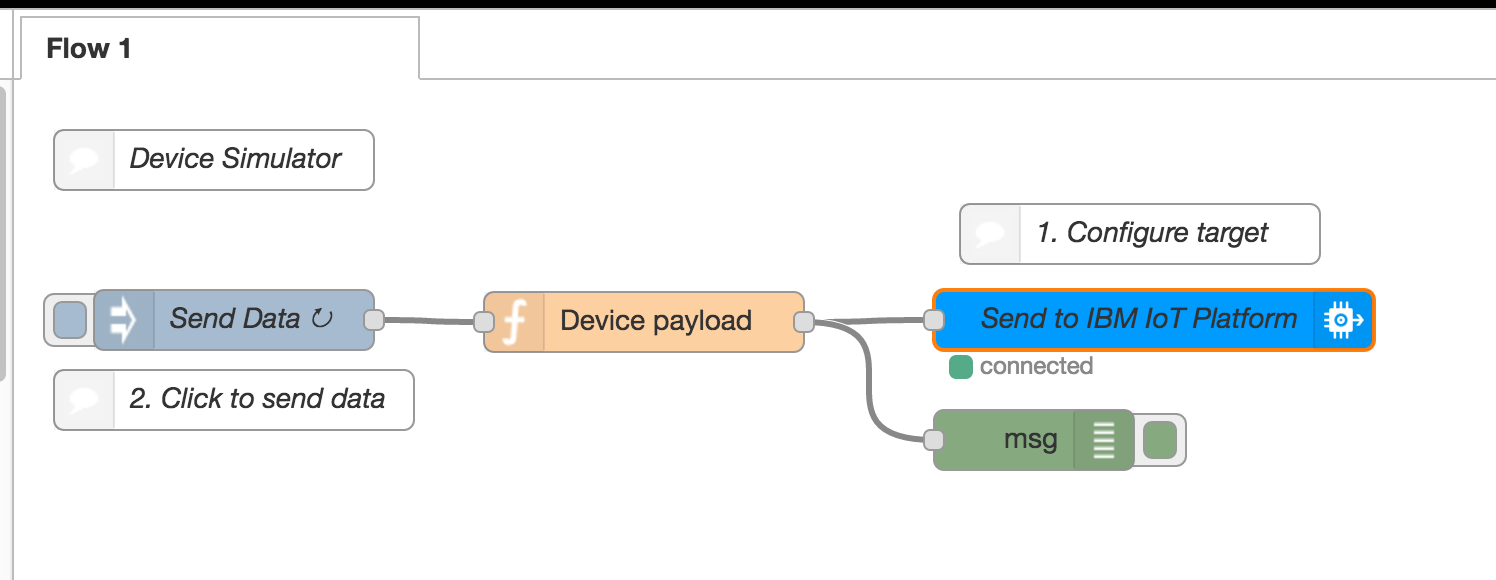 Flow 1
Device Simulator
1. Configure target
Send Data ↻
Device payload
Send to IBM IoT Platform
connected
2. Click to send data
msg